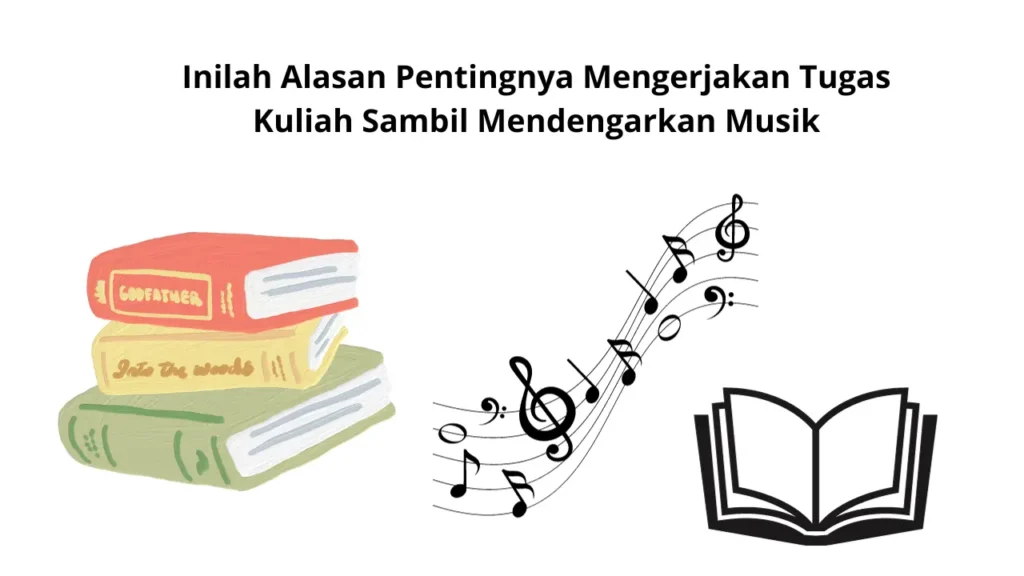 Inilah Alasan Pentingnya Mengerjakan Tugas
Kuliah Sambil Mendengarkan Musik
GODFATHER
Into the woods